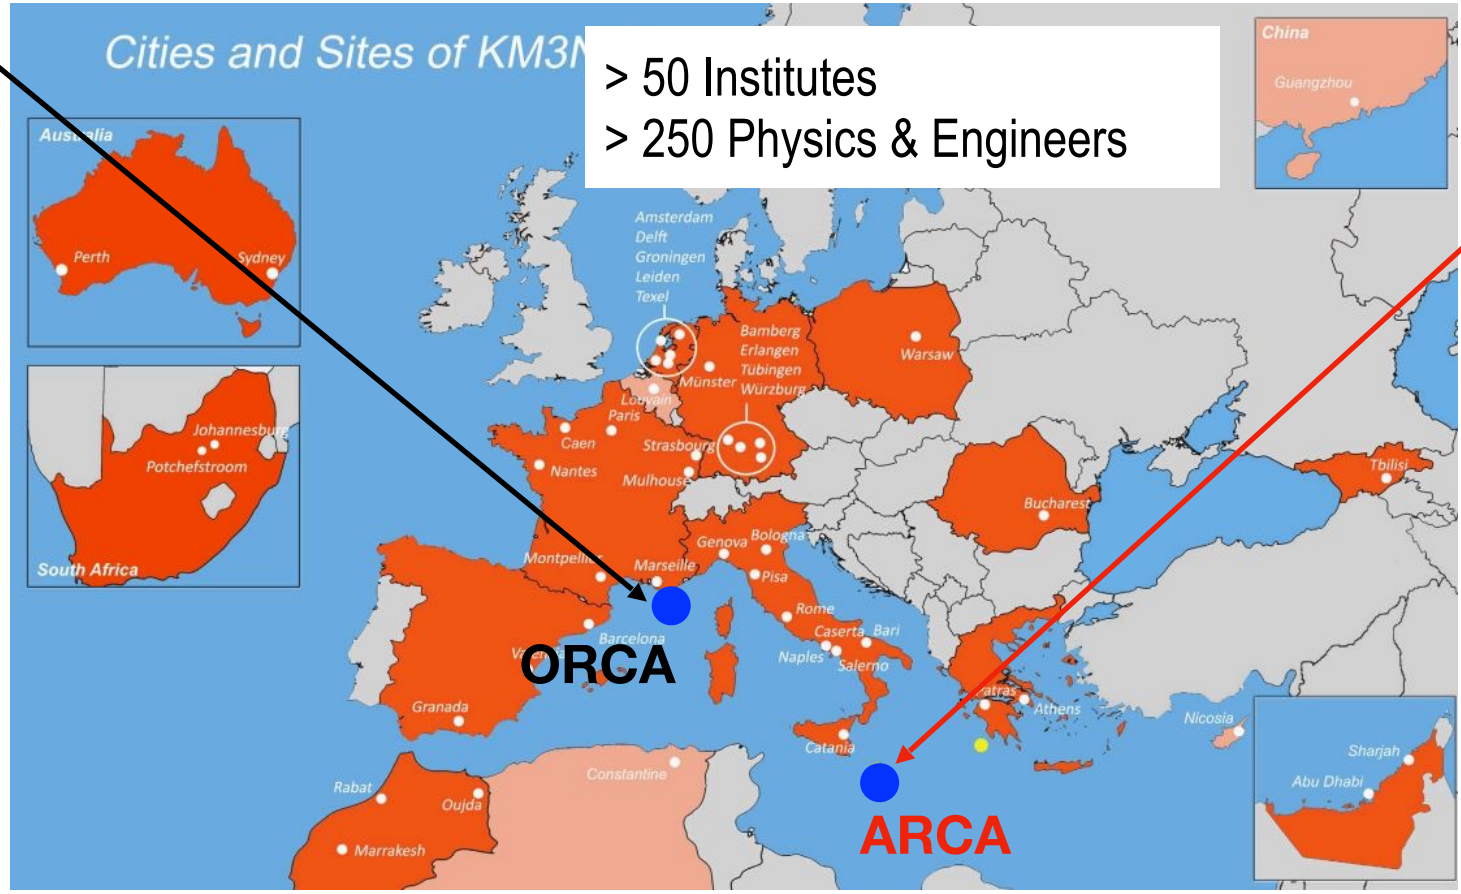 Cities and Sites of KM3N
> 50 Institutes
> 250 Physics & Engineers
China
Guangzhou
Australia
Perth
Sydney
Amsterdam
Delft
Groningen
Leiden
Texel
Bamberg
Erlangen
Tübingen
Würzburg
Münster
Warsaw
Louvain
Paris
Caen
Strasbourg
Nantes
Mulhouse
Johannesburg
Potchefstroom
South Africa
Tbilisi
Bucharest
Genova
Bologna
Montpellier
Marseille
Pisa
Rome
Barcelona
Caserta
Bari
Naples
Salerno
ORCA
Granada
Patras
Athens
Catania
Nicosia
Constantine
Rabat
Oujda
Marrakesh
ARCA
Sharjah
Abu Dhabi